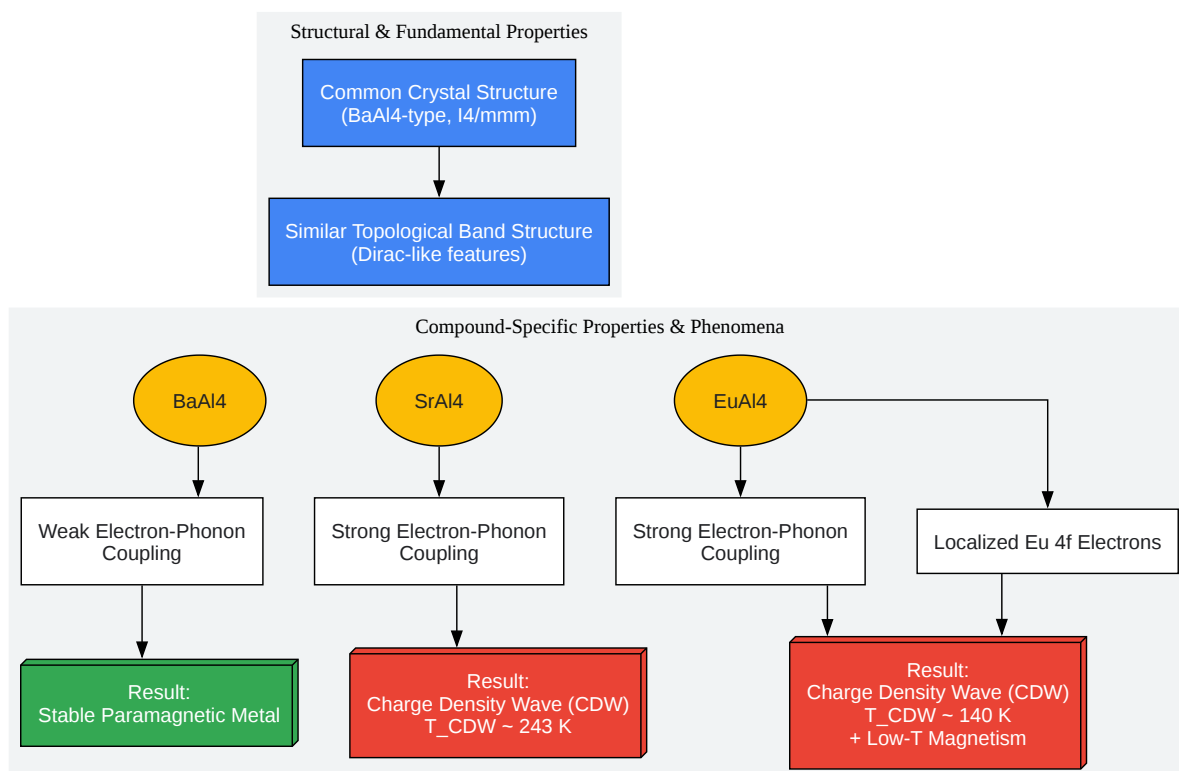 Structural & Fundamental Properties
Common Crystal Structure
(BaAl4-type, I4/mmm)
Similar Topological Band Structure
(Dirac-like features)
Compound-Specific Properties & Phenomena
BaAl4
SrAl4
EuAl4
Weak Electron-Phonon
Coupling
Strong Electron-Phonon
Coupling
Strong Electron-Phonon
Coupling
Localized Eu 4f Electrons
Result:
Stable Paramagnetic Metal
Result:
Charge Density Wave (CDW)
T_CDW ~ 243 K
Result:
Charge Density Wave (CDW)
T_CDW ~ 140 K
+ Low-T Magnetism